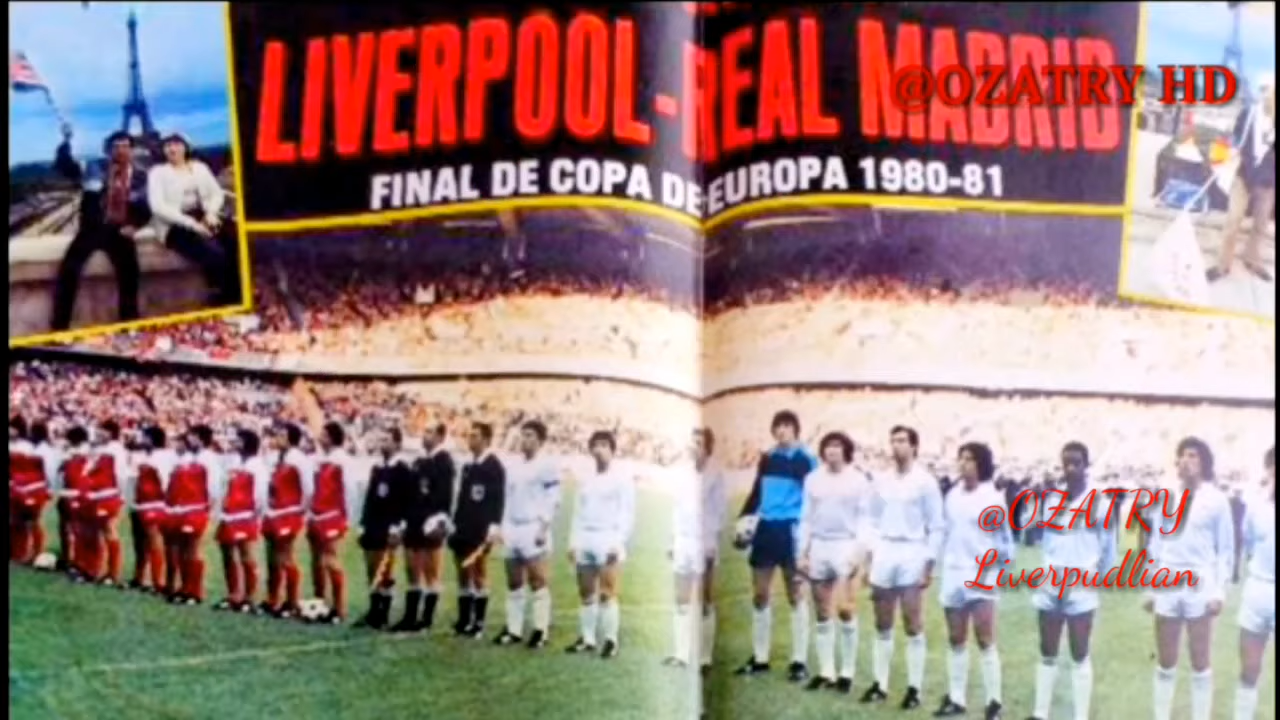 LIVERPOOL-REAL MADRID
@OZATRY HD
FINAL DE COPA DE EUROPA 1980-81
@OZATRY
Liverpudlian